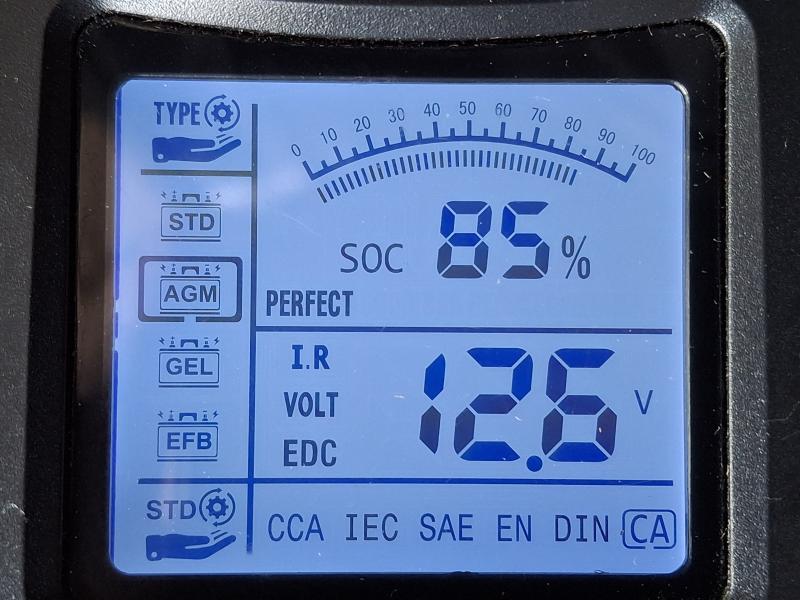 TYPE
0 10 20 30 40 50 60 70 80 90 100
STD
SOC 85%
AGM
PERFECT
GEL
I.R
VOLT 12.6 V
EFB
EDC
STD
CCA IEC SAE EN DIN CA